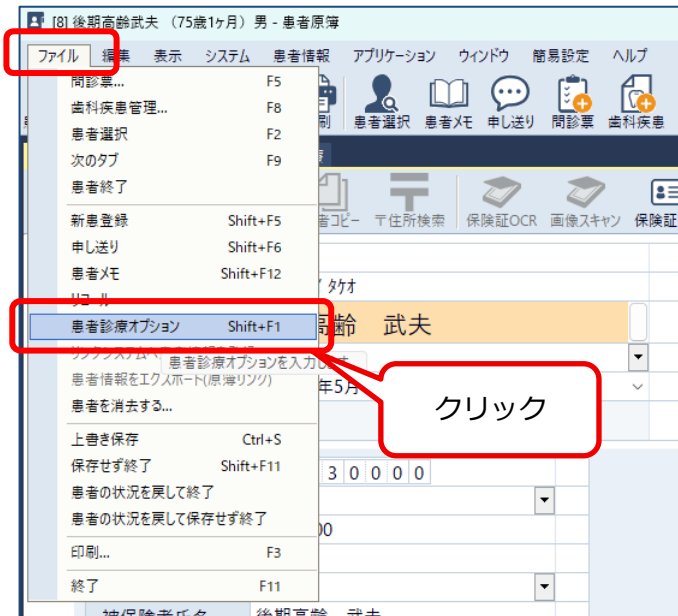 [8] 後期高齢武夫 （75歳1ヶ月）男 - 患者原簿
ファイル 編集 表示 システム 患者情報 アプリケーション ウィンドウ 簡易設定 ヘルプ
問診票... F5
歯科疾患管理... F8
患者選択 F2
次のタブ F9
患者終了
刷 患者選択 患者メモ 申し送り 問診票 歯科疾患
新患登録 Shift+F5
申し送り Shift+F6
患者メモ Shift+F12
リコール
者コピー 〒住所検索 保険証OCR 画像スキャン 保険証
タケオ
患者診療オプション Shift+F1
高齢 武夫
患者診療オプションを入力します
患者情報をエクスポート(原簿リンク)
年5月
患者を消去する...
クリック
上書き保存 Ctrl+S
保存せず終了 Shift+F11
3 0 0 0 0
患者の状況を戻して終了
患者の状況を戻して保存せず終了
00
印刷... F3
終了 F11
被保険者氏名 後期高齢 武夫